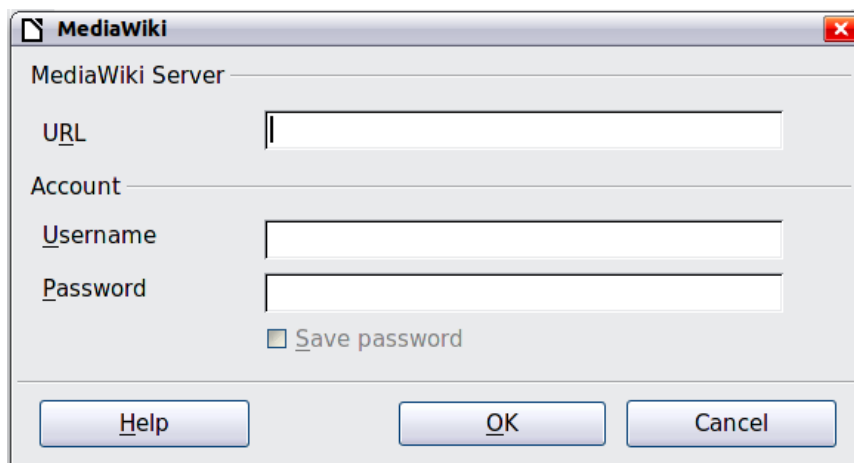 MediaWiki
MediaWiki Server
URL
Account
Username
Password
Save password
Help OK Cancel